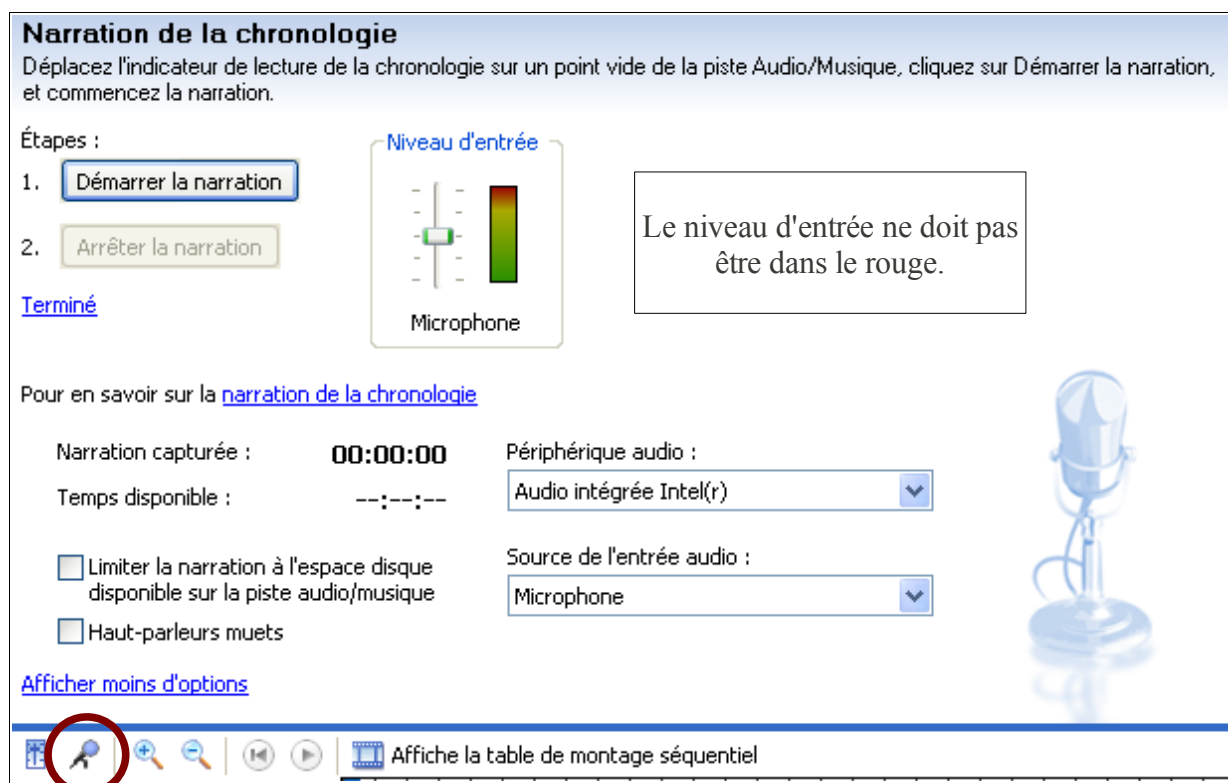 Narration de la chronologie
Déplacez l'indicateur de lecture de la chronologie sur un point vide de la piste Audio/Musique, cliquez sur Démarrer la narration,
et commencez la narration.
Étapes :
1. Démarrer la narration
2. Arrêter la narration
Terminé
Niveau d'entrée
Microphone
Le niveau d'entrée ne doit pas
être dans le rouge.
Pour en savoir sur la narration de la chronologie
Narration capturée : 00:00:00
Temps disponible : --:--:--
Périphérique audio :
Audio intégrée Intel(r)
Limiter la narration à l'espace disque
disponible sur la piste audio/musique
Haut-parleurs muets
Source de l'entrée audio :
Microphone
Afficher moins d'options
Affiche la table de montage séquentiel